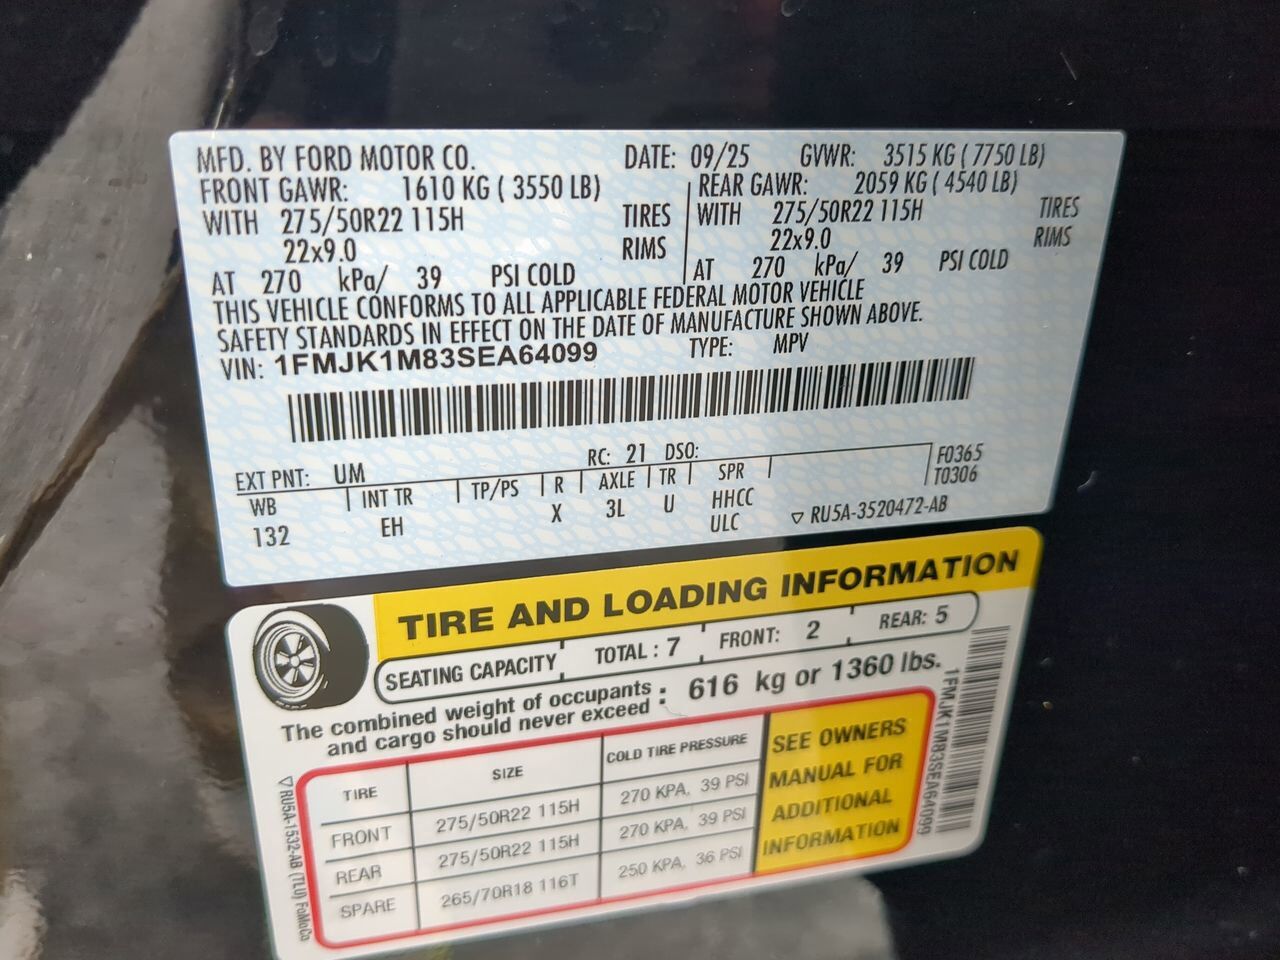 MFD. BY FORD MOTOR CO. DATE: 09/25 GVWR: 3515 KG ( 7750 LB)
FRONT GAWR: 1610 KG ( 3550 LB) REAR GAWR: 2059 KG ( 4540 LB)
WITH 275/50R22 115H TIRES WITH 275/50R22 115H TIRES
22x9.0 RIMS 22x9.0 RIMS
AT 270 kPa/ 39 PSI COLD AT 270 kPa/ 39 PSI COLD
THIS VEHICLE CONFORMS TO ALL APPLICABLE FEDERAL MOTOR VEHICLE
SAFETY STANDARDS IN EFFECT ON THE DATE OF MANUFACTURE SHOWN ABOVE.
VIN: 1FMJK1M83SEA64099 TYPE: MPV
EXT PNT: UM RC: 21 DSO: F0365
WB INT TR TP/PS R AXLE TR SPR T0306
132 EH X 3L U HHCC
ULC ▽ RU5A-3520472-AB
TIRE AND LOADING INFORMATION
SEATING CAPACITY TOTAL : 7 FRONT: 2 REAR: 5
The combined weight of occupants
and cargo should never exceed : 616 kg or 1360 lbs.
TIRE SIZE COLD TIRE PRESSURE
FRONT 275/50R22 115H 270 KPA, 39 PSI
REAR 275/50R22 115H 270 KPA, 39 PSI
SPARE 265/70R18 116T 250 KPA, 36 PSI
SEE OWNERS
MANUAL FOR
ADDITIONAL
INFORMATION
1FMJK1M83SEA64099
▽ RU5A-1532-AB (TLU) FoMoCo